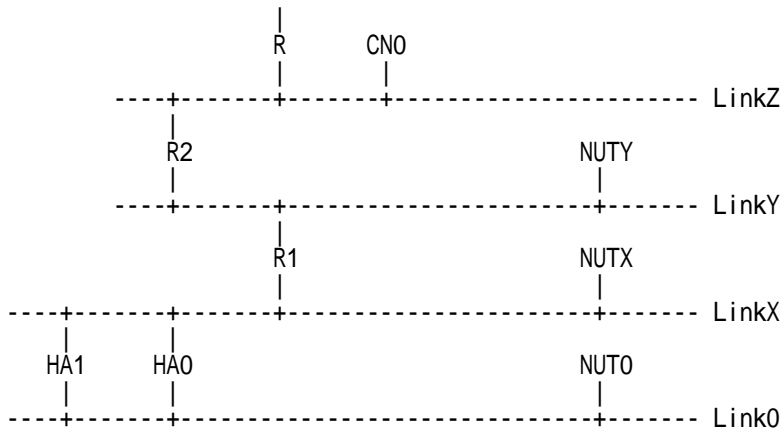 R CN0
LinkZ
R2 NUTY
LinkY
R1 NUTX
LinkX
HA1 HA0 NUT0
Link0